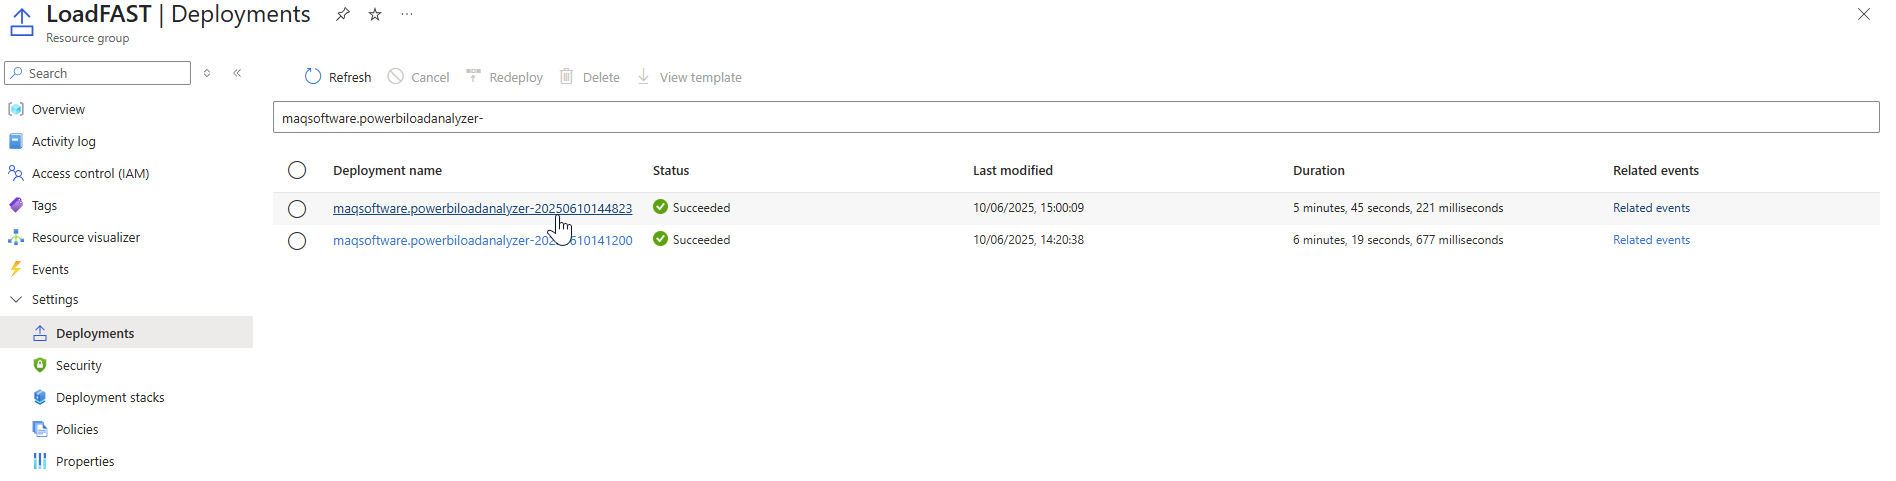 LoadFAST | Deployments ...
Resource group
Search
Refresh Cancel Redeploy Delete View template
maqsoftware.powerbiloadanalyzer-
Overview
Activity log
Access control (IAM)
Tags
Resource visualizer
Events
Settings
Deployments
Security
Deployment stacks
Policies
Properties
Deployment name Status Last modified Duration Related events
maqsoftware.powerbiloadanalyzer-20250610144823 Succeeded 10/06/2025, 15:00:09 5 minutes, 45 seconds, 221 milliseconds Related events
maqsoftware.powerbiloadanalyzer-20250610141200 Succeeded 10/06/2025, 14:20:38 6 minutes, 19 seconds, 677 milliseconds Related events